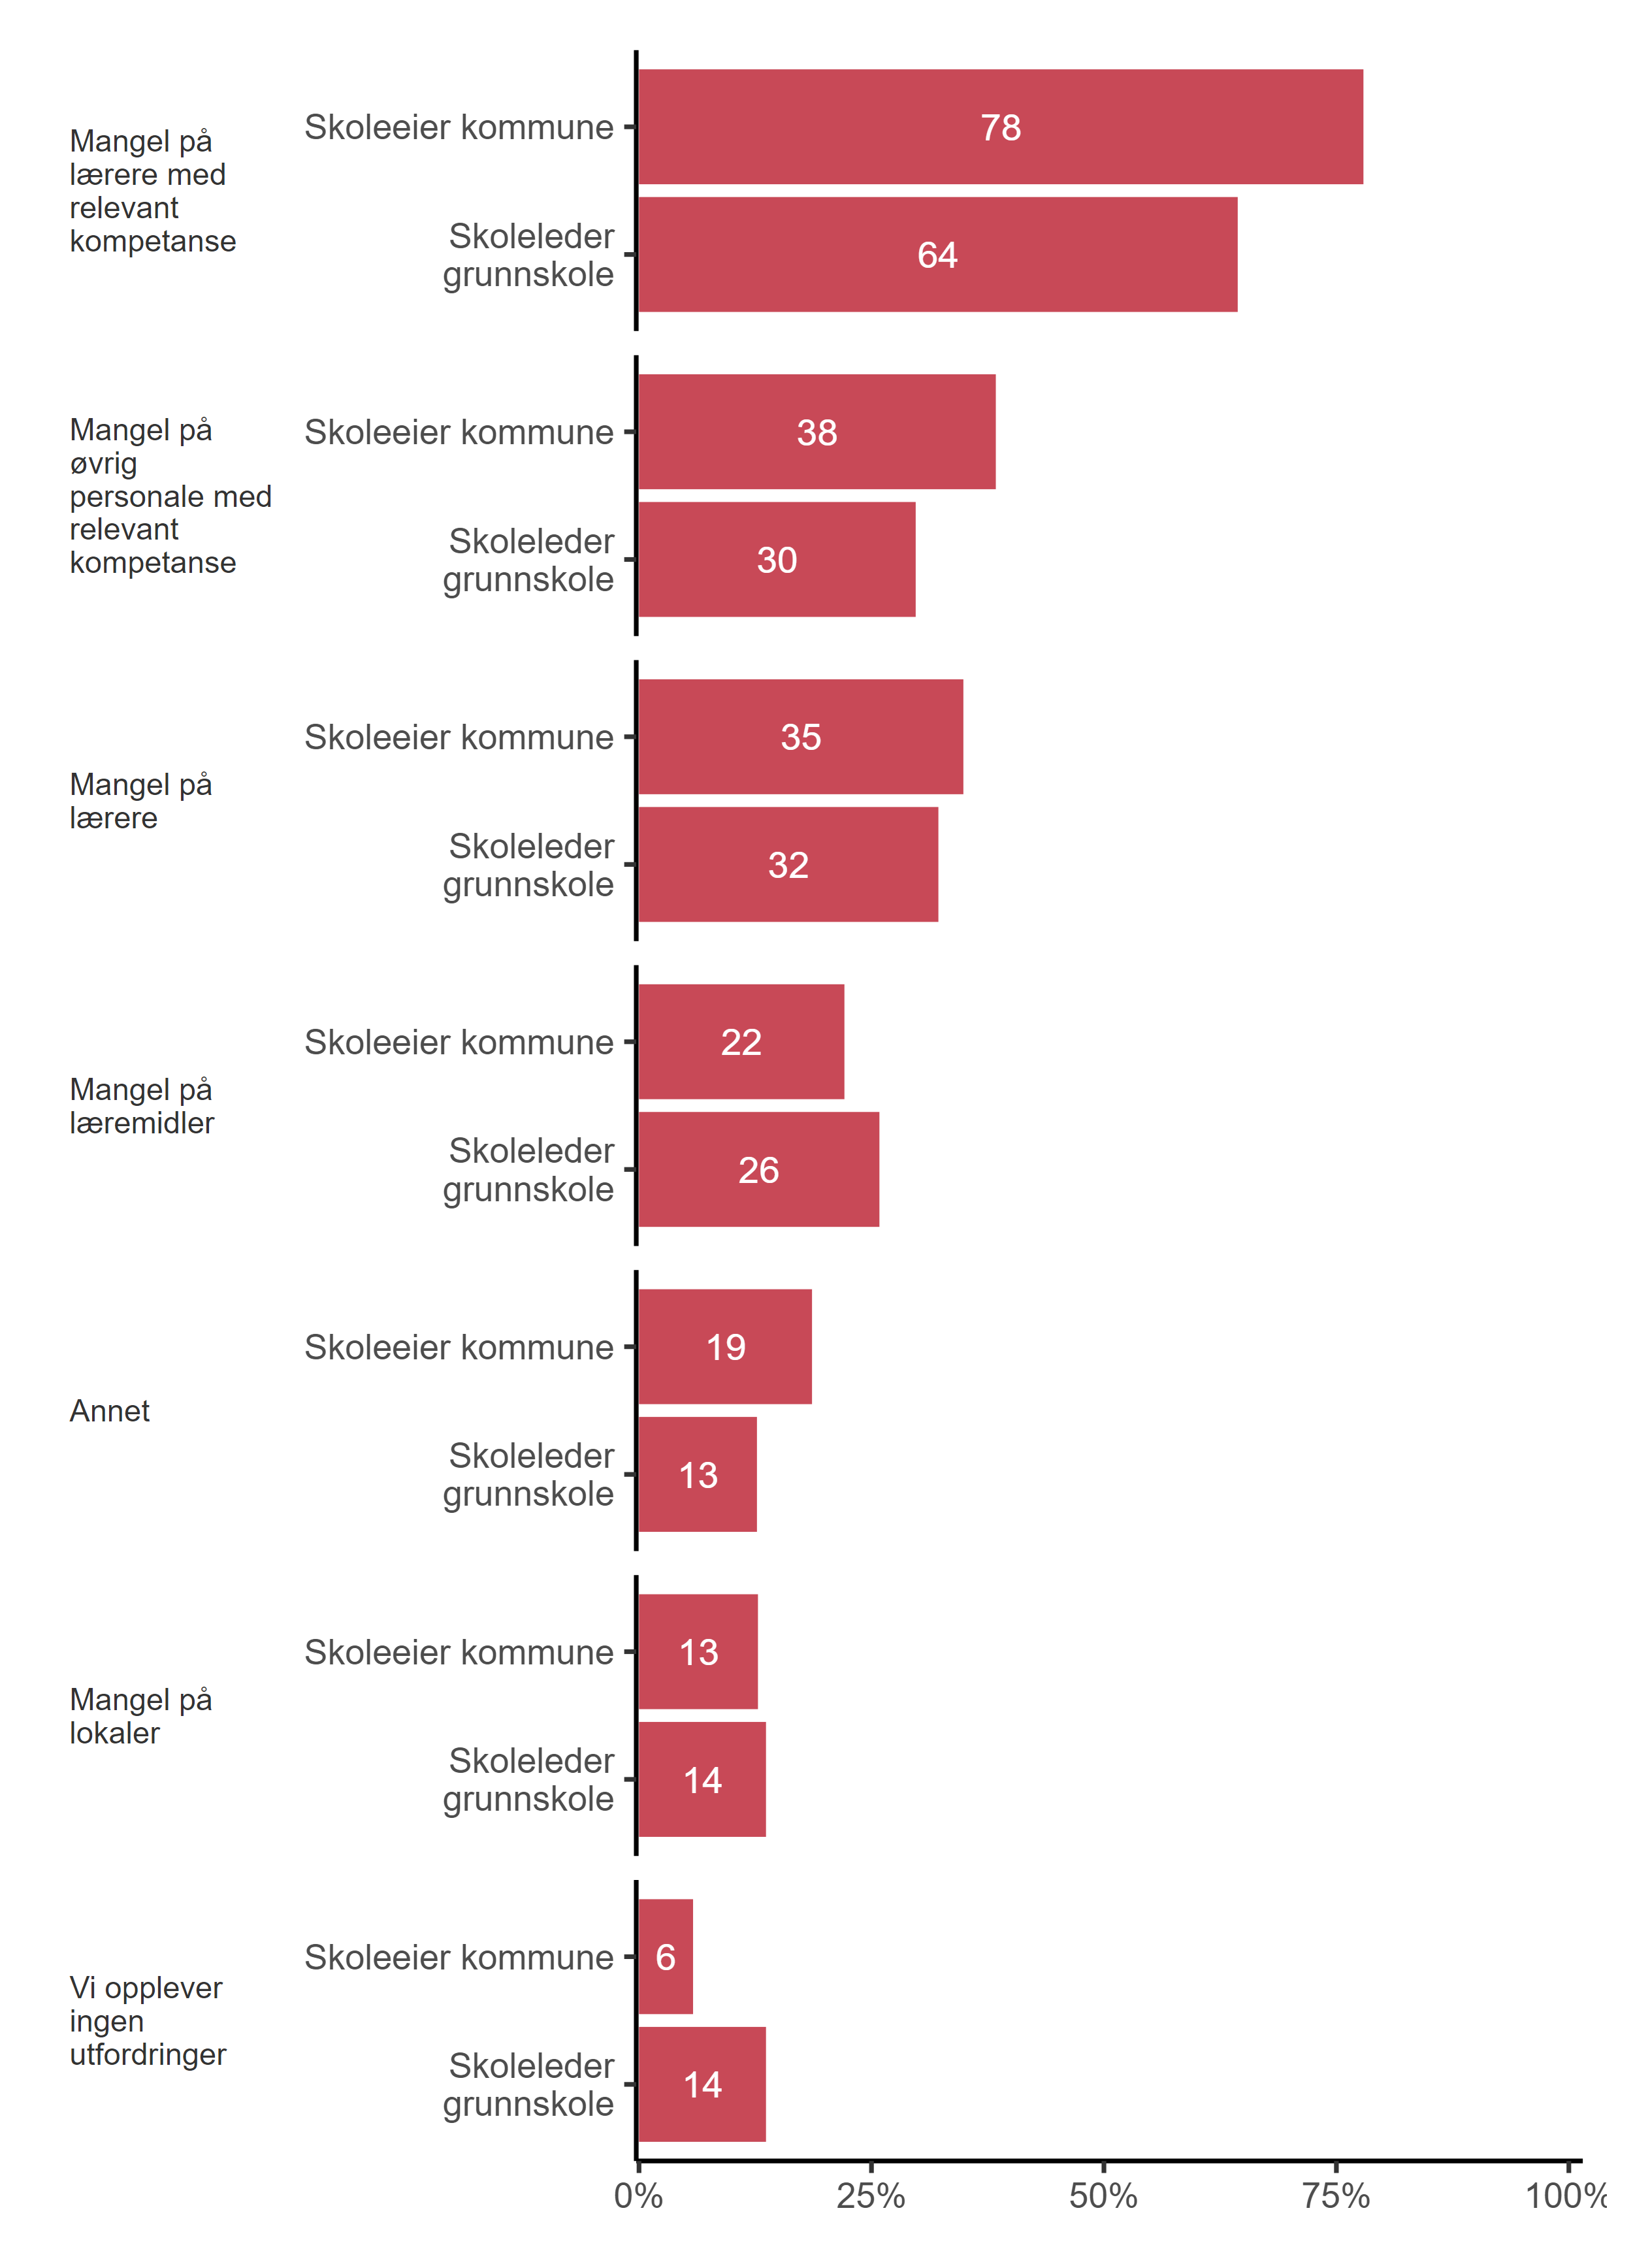 Mangel på
lærere med
relevant
kompetanse
Skoleeier kommune
78
Skoleleder
grunnskole
64
Mangel på
øvrig
personale med
relevant
kompetanse
Skoleeier kommune
38
Skoleleder
grunnskole
30
Mangel på
lærere
Skoleeier kommune
35
Skoleleder
grunnskole
32
Mangel på
læremidler
Skoleeier kommune
22
Skoleleder
grunnskole
26
Annet
Skoleeier kommune
19
Skoleleder
grunnskole
13
Mangel på
lokaler
Skoleeier kommune
13
Skoleleder
grunnskole
14
Vi opplever
ingen
utfordringer
Skoleeier kommune
6
Skoleleder
grunnskole
14
0% 25% 50% 75% 100%